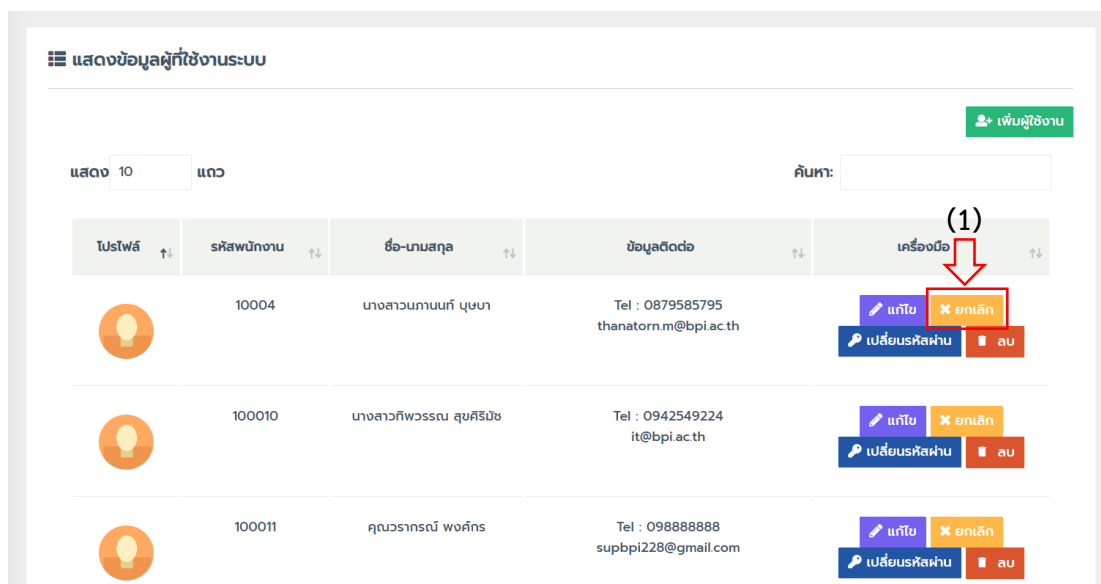 แสดงข้อมูลผู้ที่ใช้งานระบบ
เพิ่มผู้ใช้งาน
แสดง 10 แถว ค้นหา:
(1)
โปรไฟล์ รหัสพนักงาน ชื่อ-นามสกุล ข้อมูลติดต่อ เครื่องมือ
10004 นางสาวนภานนท์ บุษบา Tel : 0879585795 แก้ไข ยกเลิก
thanatorn.m@bpi.ac.th เปลี่ยนรหัสผ่าน ลบ
100010 นางสาวทิพวรรณ สุขศิริมัช Tel : 0942549224 แก้ไข ยกเลิก
it@bpi.ac.th เปลี่ยนรหัสผ่าน ลบ
100011 คุณวรากรณ์ พงศ์กร Tel : 098888888 แก้ไข ยกเลิก
supbpi228@gmail.com เปลี่ยนรหัสผ่าน ลบ